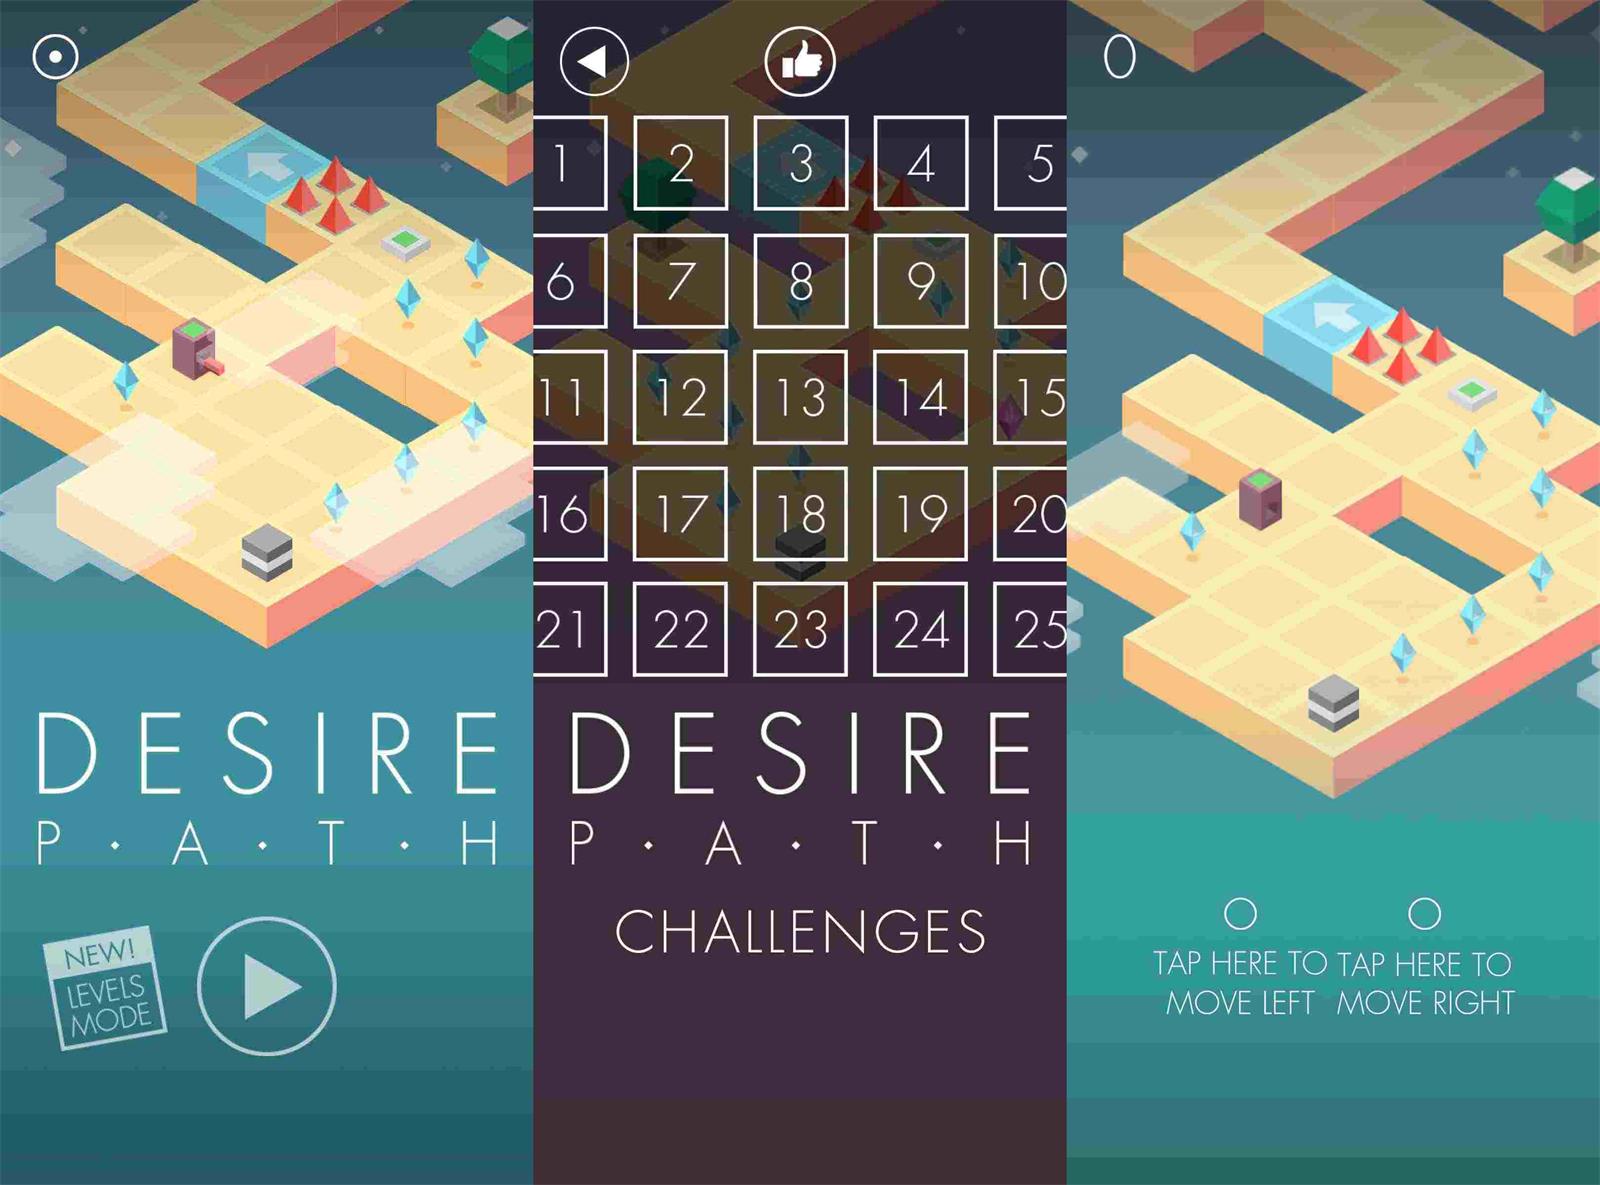 DESIRE
P·A·T·H
NEW!
LEVELS
MODE
1 2 3 4 5
6 7 8 9 10
11 12 13 14 15
16 17 18 19 20
21 22 23 24 25
DESIRE
P·A·T·H
CHALLENGES
0
TAP HERE TO
MOVE LEFT
TAP HERE TO
MOVE RIGHT